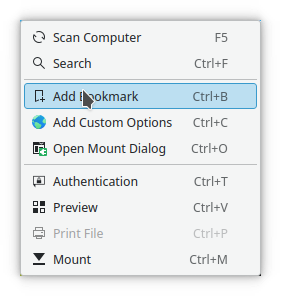 Scan Computer F5
Search Ctrl+F
Add Bookmark Ctrl+B
Add Custom Options Ctrl+C
Open Mount Dialog Ctrl+O
Authentication Ctrl+T
Preview Ctrl+V
Print File Ctrl+P
Mount Ctrl+M